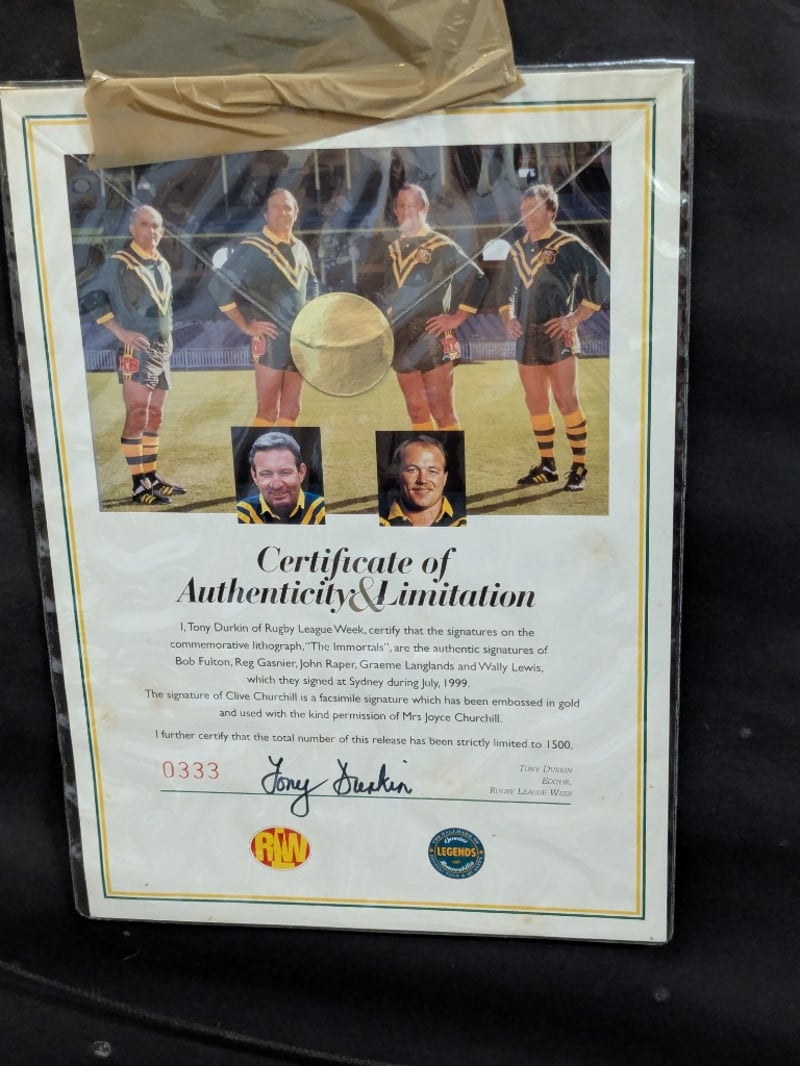 KB
Certificate of
Authenticity & Limitation
I, Tony Durkin of Rugby League Week, certify that the signatures on the
commemorative lithograph, "The Immortals", are the authentic signatures of
Bob Fulton, Reg Gasnier, John Raper, Graeme Langlands and Wally Lewis,
which they signed at Sydney during July, 1999.
The signature of Clive Churchill is a facsimile signature which has been embossed in gold
and used with the kind permission of Mrs Joyce Churchill.
I further certify that the total number of this release has been strictly limited to 1500.
0333
Tony Durkin
TONY DURKIN
EDITOR,
RUGBY LEAGUE WEEK
RLW
Genuine
LEGENDS
Memorabilia